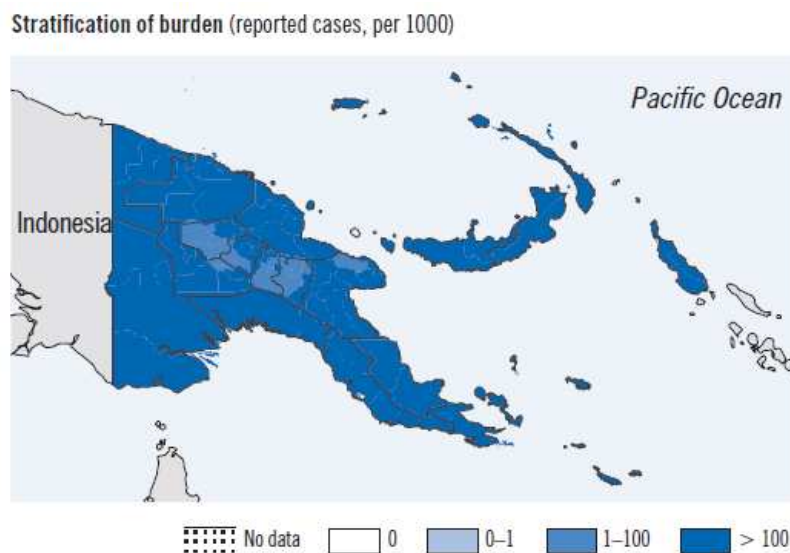 Stratification of burden (reported cases, per 1000)
Pacific Ocean
Indonesia
No data 0 0–1 1–100 > 100